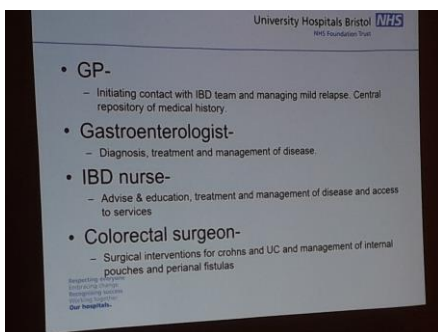 University Hospitals Bristol NHS
NHS Foundation Trust
• GP-
– Initiating contact with IBD team and managing mild relapse. Central
repository of medical history.
• Gastroenterologist-
– Diagnosis, treatment and management of disease.
• IBD nurse-
– Advise & education, treatment and management of disease and access
to services
• Colorectal surgeon-
– Surgical interventions for crohns and UC and management of internal
pouches and perianal fistulas
Respecting everyone
Embracing change
Recognising success
Working together
Our hospitals.